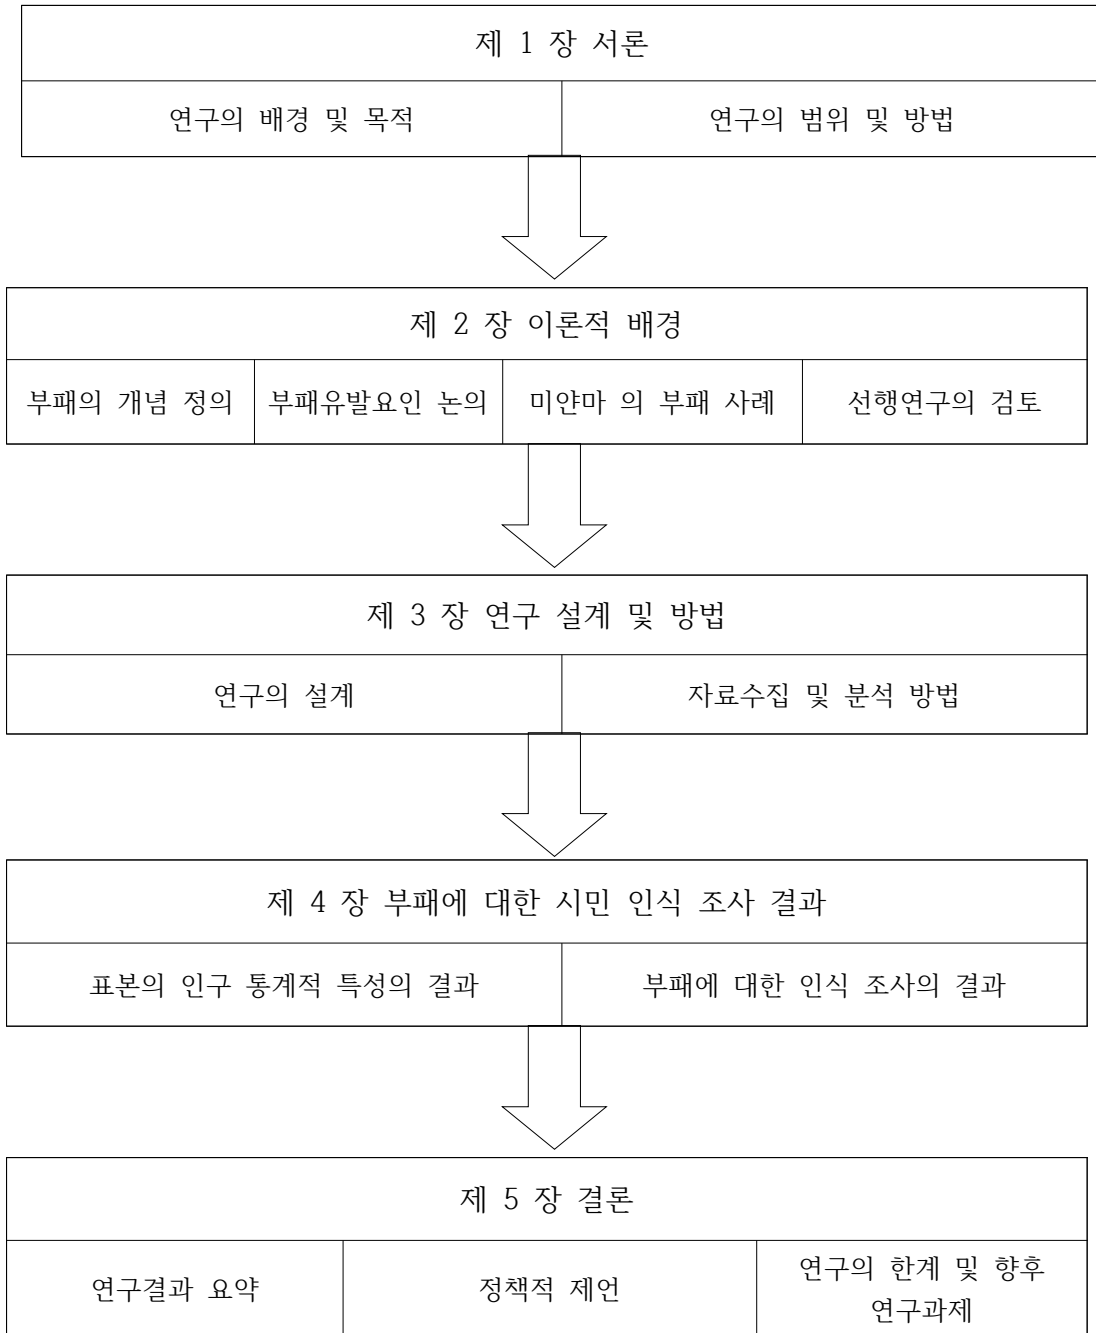 제 1 장 서론
연구의 배경 및 목적
연구의 범위 및 방법
제 2 장 이론적 배경
부패의 개념 정의
부패유발요인 논의
미얀마 의 부패 사례
선행연구의 검토
제 3 장 연구 설계 및 방법
연구의 설계
자료수집 및 분석 방법
제 4 장 부패에 대한 시민 인식 조사 결과
표본의 인구 통계적 특성의 결과
부패에 대한 인식 조사의 결과
제 5 장 결론
연구결과 요약
정책적 제언
연구의 한계 및 향후
연구과제